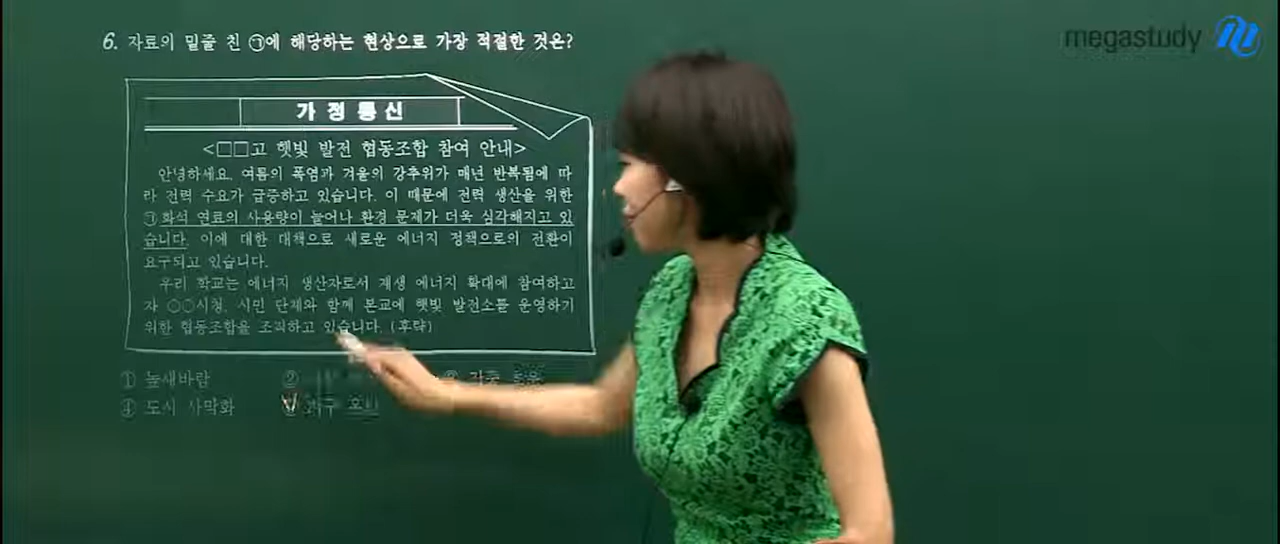 6. 자료의 밑줄 친 ㉠에 해당하는 현상으로 가장 적절한 것은?
megastudy
가정통신
<□□고 햇빛 발전 협동조합 참여 안내>
안녕하세요. 여름의 폭염과 겨울의 강추위가 매년 반복됨에 따
라 전력 수요가 급증하고 있습니다. 이 때문에 전력 생산을 위한
㉠화석 연료의 사용량이 늘어나 환경 문제가 더욱 심각해지고 있
습니다. 이에 대한 대책으로 새로운 에너지 정책으로의 전환이
요구되고 있습니다.
우리 학교는 에너지 생산자로서 재생 에너지 확대에 참여하고
자 ○○시청, 시민 단체와 함께 본교에 햇빛 발전소를 운영하기
위한 협동조합을 조직하고 있습니다. (후략)
① 높새바람
②
③
④ 도시 사막화
⑤ 지구